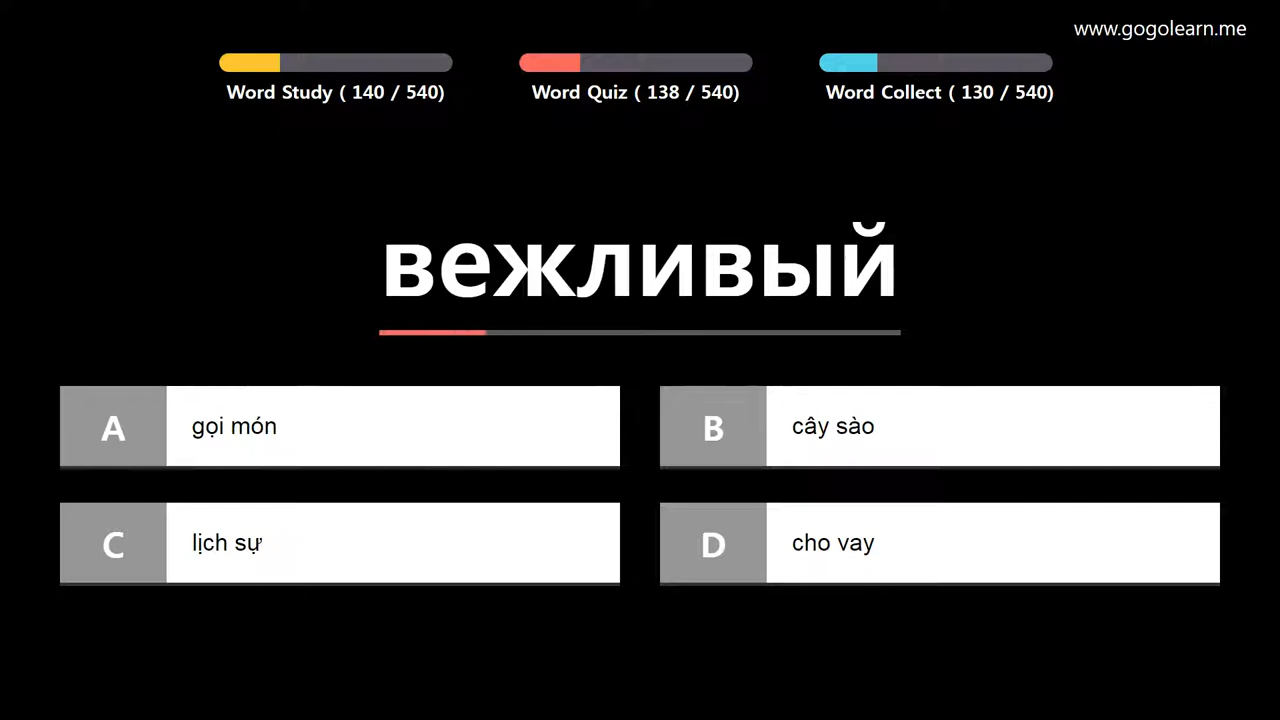 www.gogolearn.me
Word Study ( 140 / 540)
Word Quiz ( 138 / 540)
Word Collect ( 130 / 540)
вежливый
A gọi món
B cây sào
C lịch sự
D cho vay